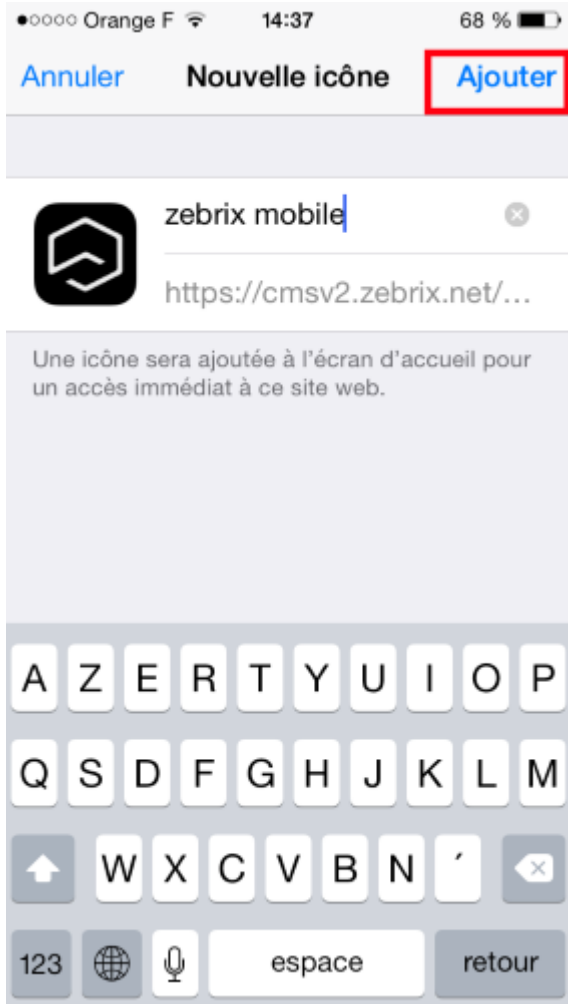 Orange F 14:37 68 %
Annuler Nouvelle icône Ajouter
zebrix mobile
https://cmsv2.zebrix.net/...
Une icône sera ajoutée à l'écran d'accueil pour
un accès immédiat à ce site web.
A Z E R T Y U I O P
Q S D F G H J K L M
W X C V B N ´
123 espace retour